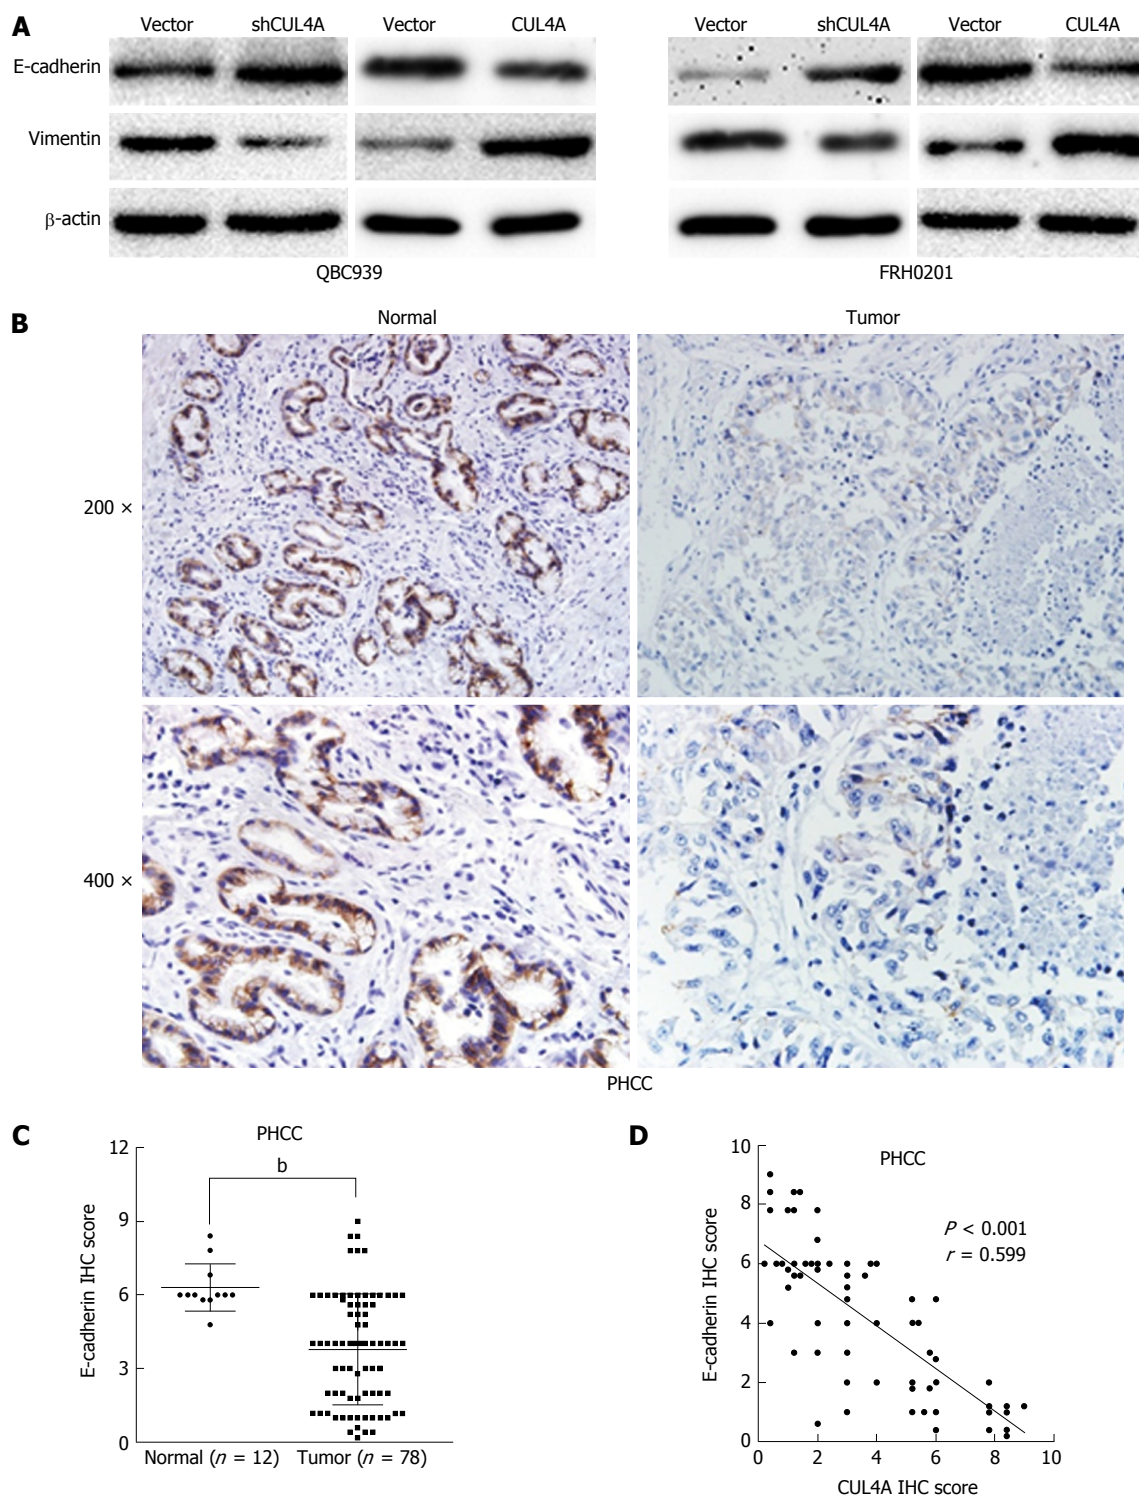 A
Vector shCUL4A Vector CUL4A Vector shCUL4A Vector CUL4A
E-cadherin
Vimentin
β-actin
QBC939 FRH0201
B
Normal Tumor
200 ×
400 ×
PHCC
C
PHCC
b
12
9
6
3
0
E-cadherin IHC score
Normal (n = 12) Tumor (n = 78)
D
PHCC
P < 0.001
r = 0.599
10
8
6
4
2
0
E-cadherin IHC score
0 2 4 6 8 10
CUL4A IHC score